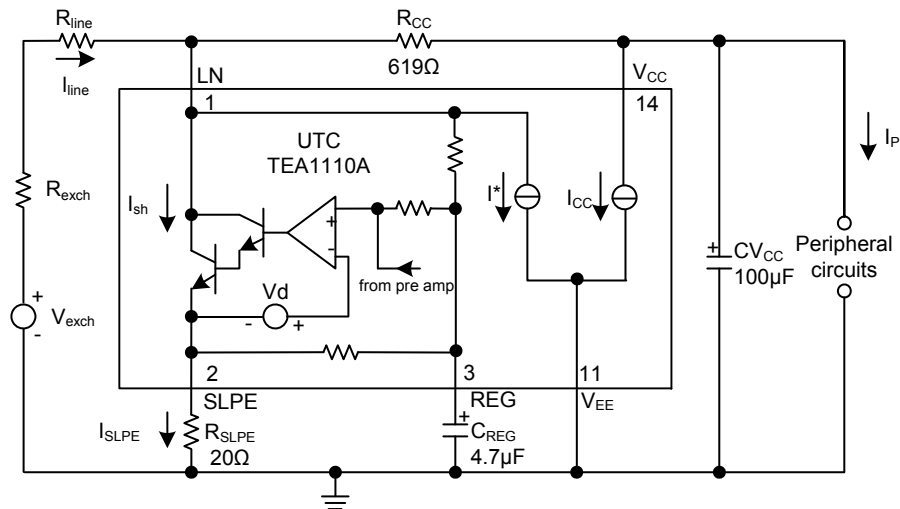 Rline
RCC
619Ω
Iline
LN
VCC
1
14
UTC
TEA1110A
IP
Rexch
Ish
I*
ICC
+
-
Peripheral
circuits
+
CVCC
100μF
from pre amp
Vd
-
+
+
Vexch
-
2
3
11
SLPE
REG
VEE
ISLPE
RSLPE
20Ω
+
CREG
4.7μF